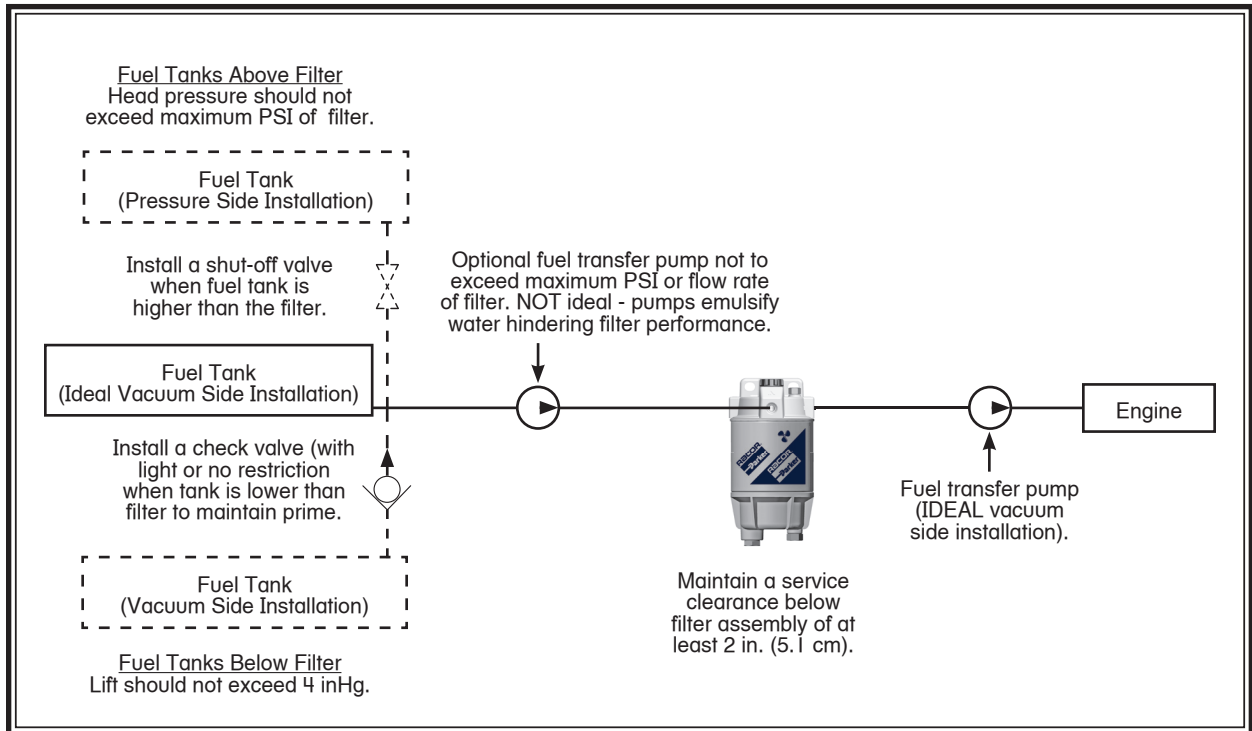 Fuel Tanks Above Filter
Head pressure should not
exceed maximum PSI of filter.
Fuel Tank
(Pressure Side Installation)
Install a shut-off valve
when fuel tank is
higher than the filter.
Optional fuel transfer pump not to
exceed maximum PSI or flow rate
of filter. NOT ideal - pumps emulsify
water hindering filter performance.
Fuel Tank
(Ideal Vacuum Side Installation)
Engine
Install a check valve (with
light or no restriction
when tank is lower than
filter to maintain prime.
RACOR
Parker
RACOR
Parker
Fuel transfer pump
(IDEAL vacuum
side installation).
Fuel Tank
(Vacuum Side Installation)
Maintain a service
clearance below
filter assembly of at
least 2 in. (5.1 cm).
Fuel Tanks Below Filter
Lift should not exceed 4 inHg.